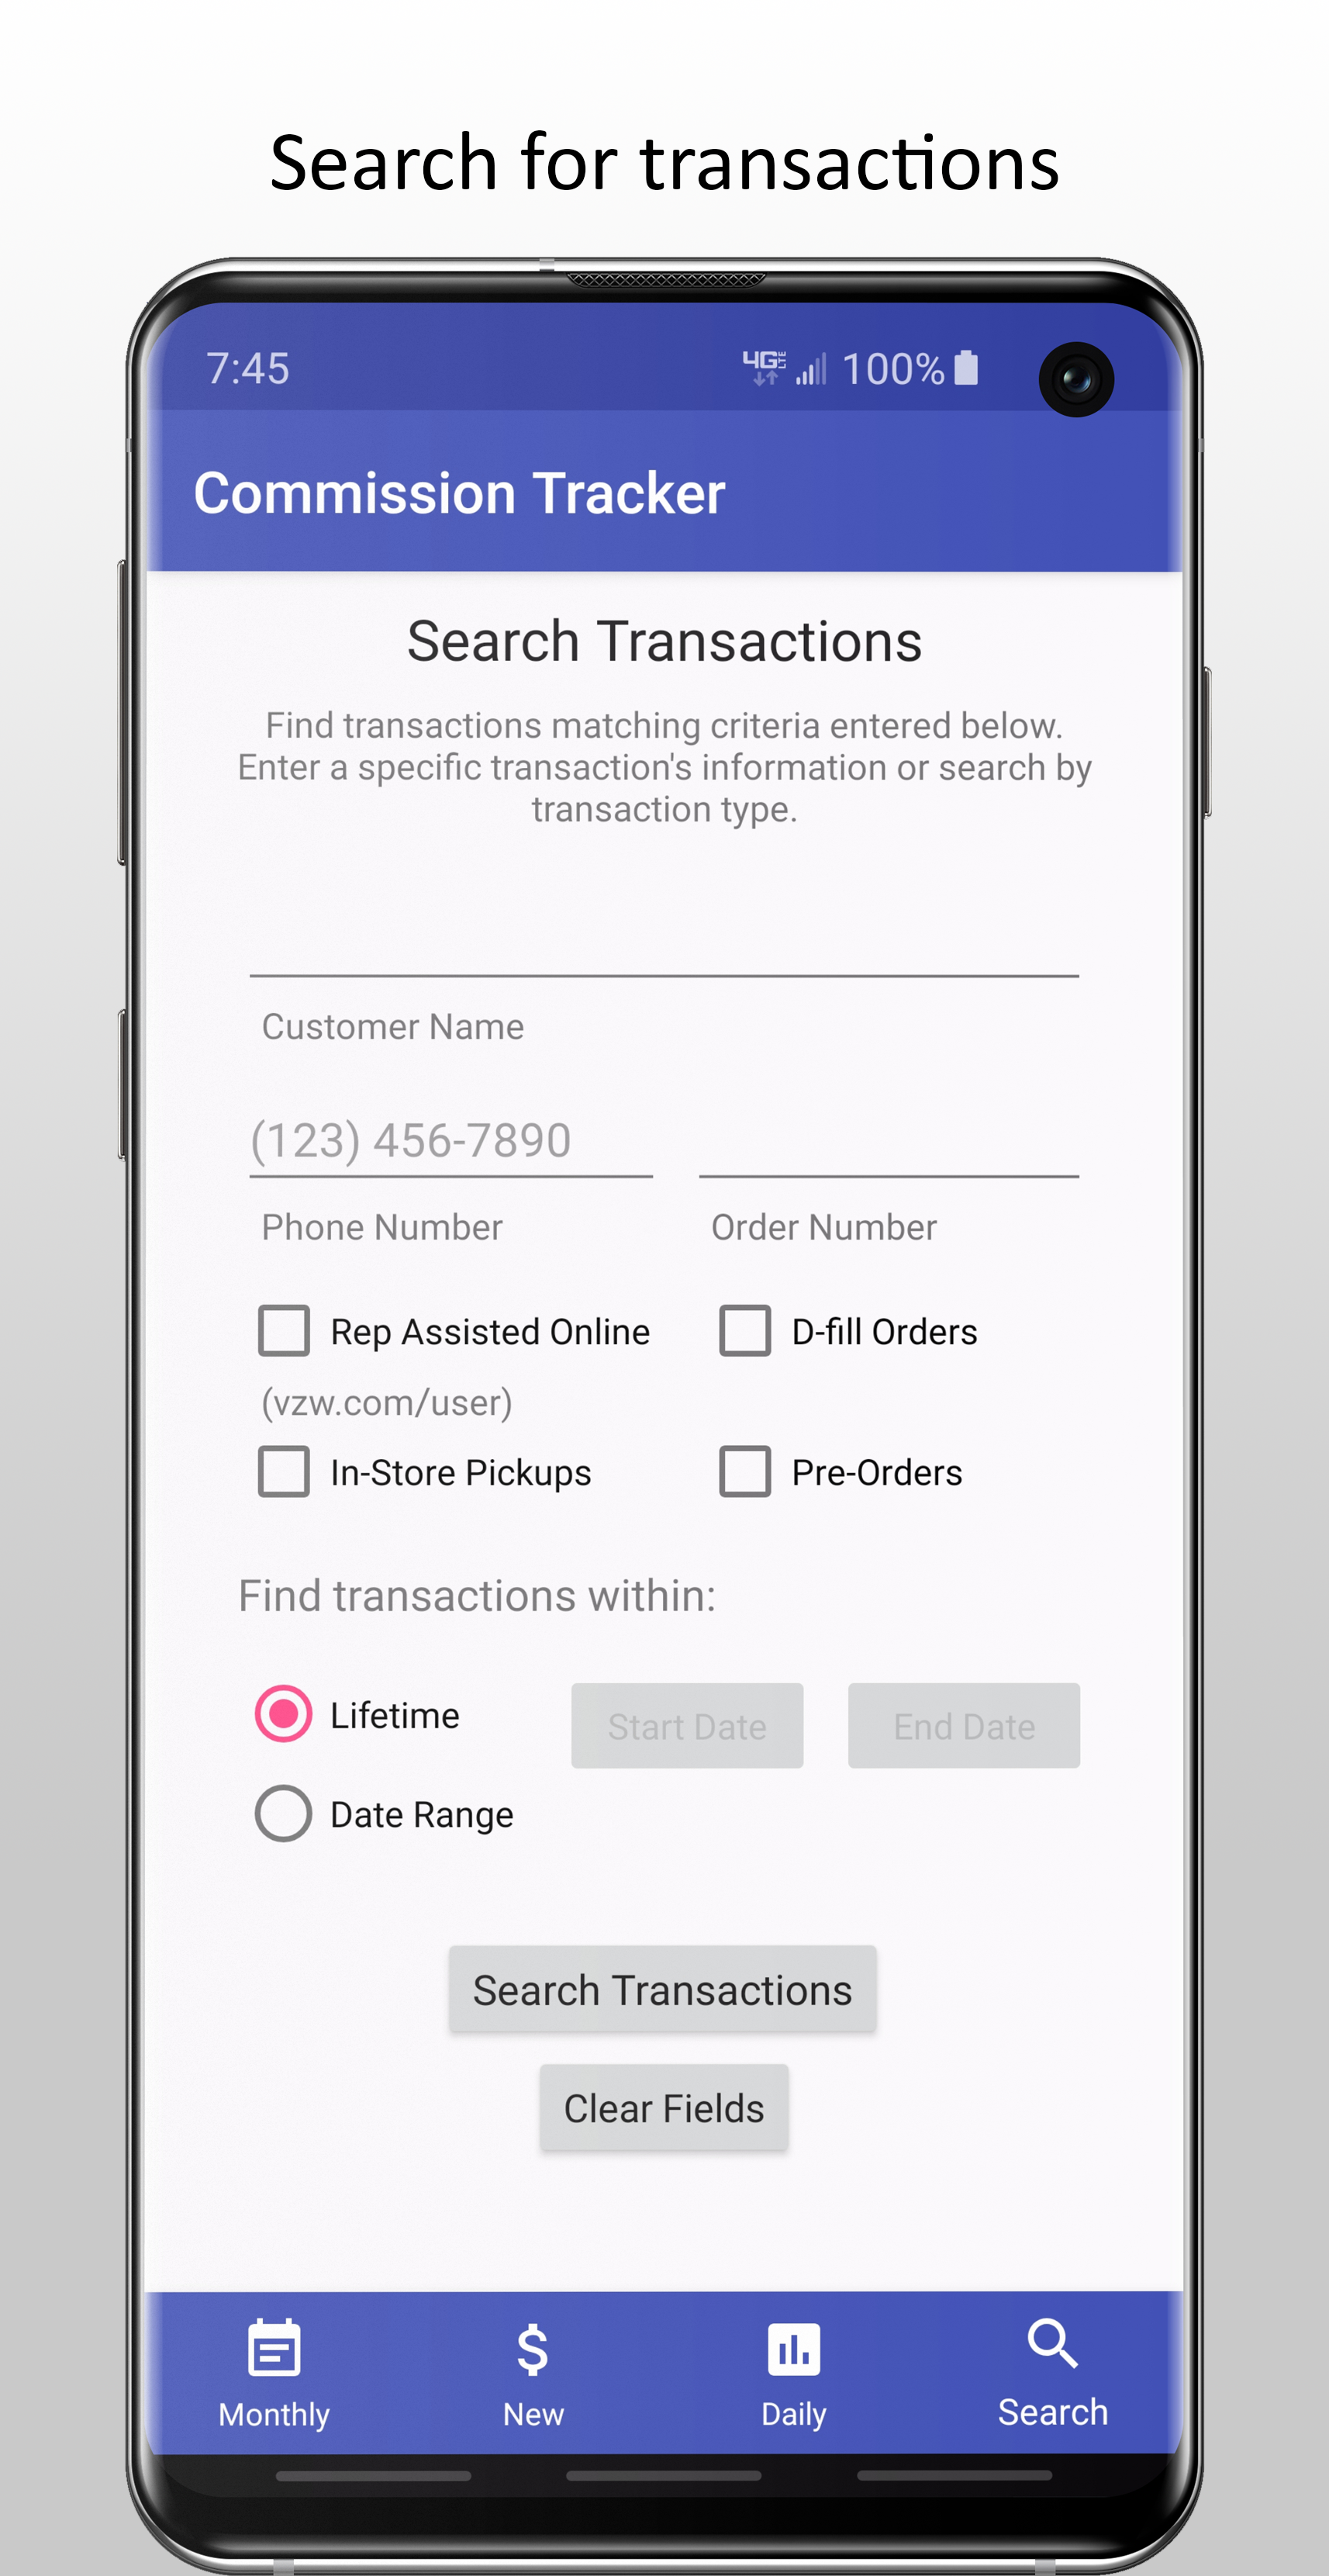 Search for transactions
7:45 4G LTE 100%
Commission Tracker
Search Transactions
Find transactions matching criteria entered below.
Enter a specific transaction's information or search by
transaction type.
Customer Name
(123) 456-7890
Phone Number Order Number
Rep Assisted Online D-fill Orders
(vzw.com/user)
In-Store Pickups Pre-Orders
Find transactions within:
Lifetime Start Date End Date
Date Range
Search Transactions
Clear Fields
$
Monthly New Daily Search